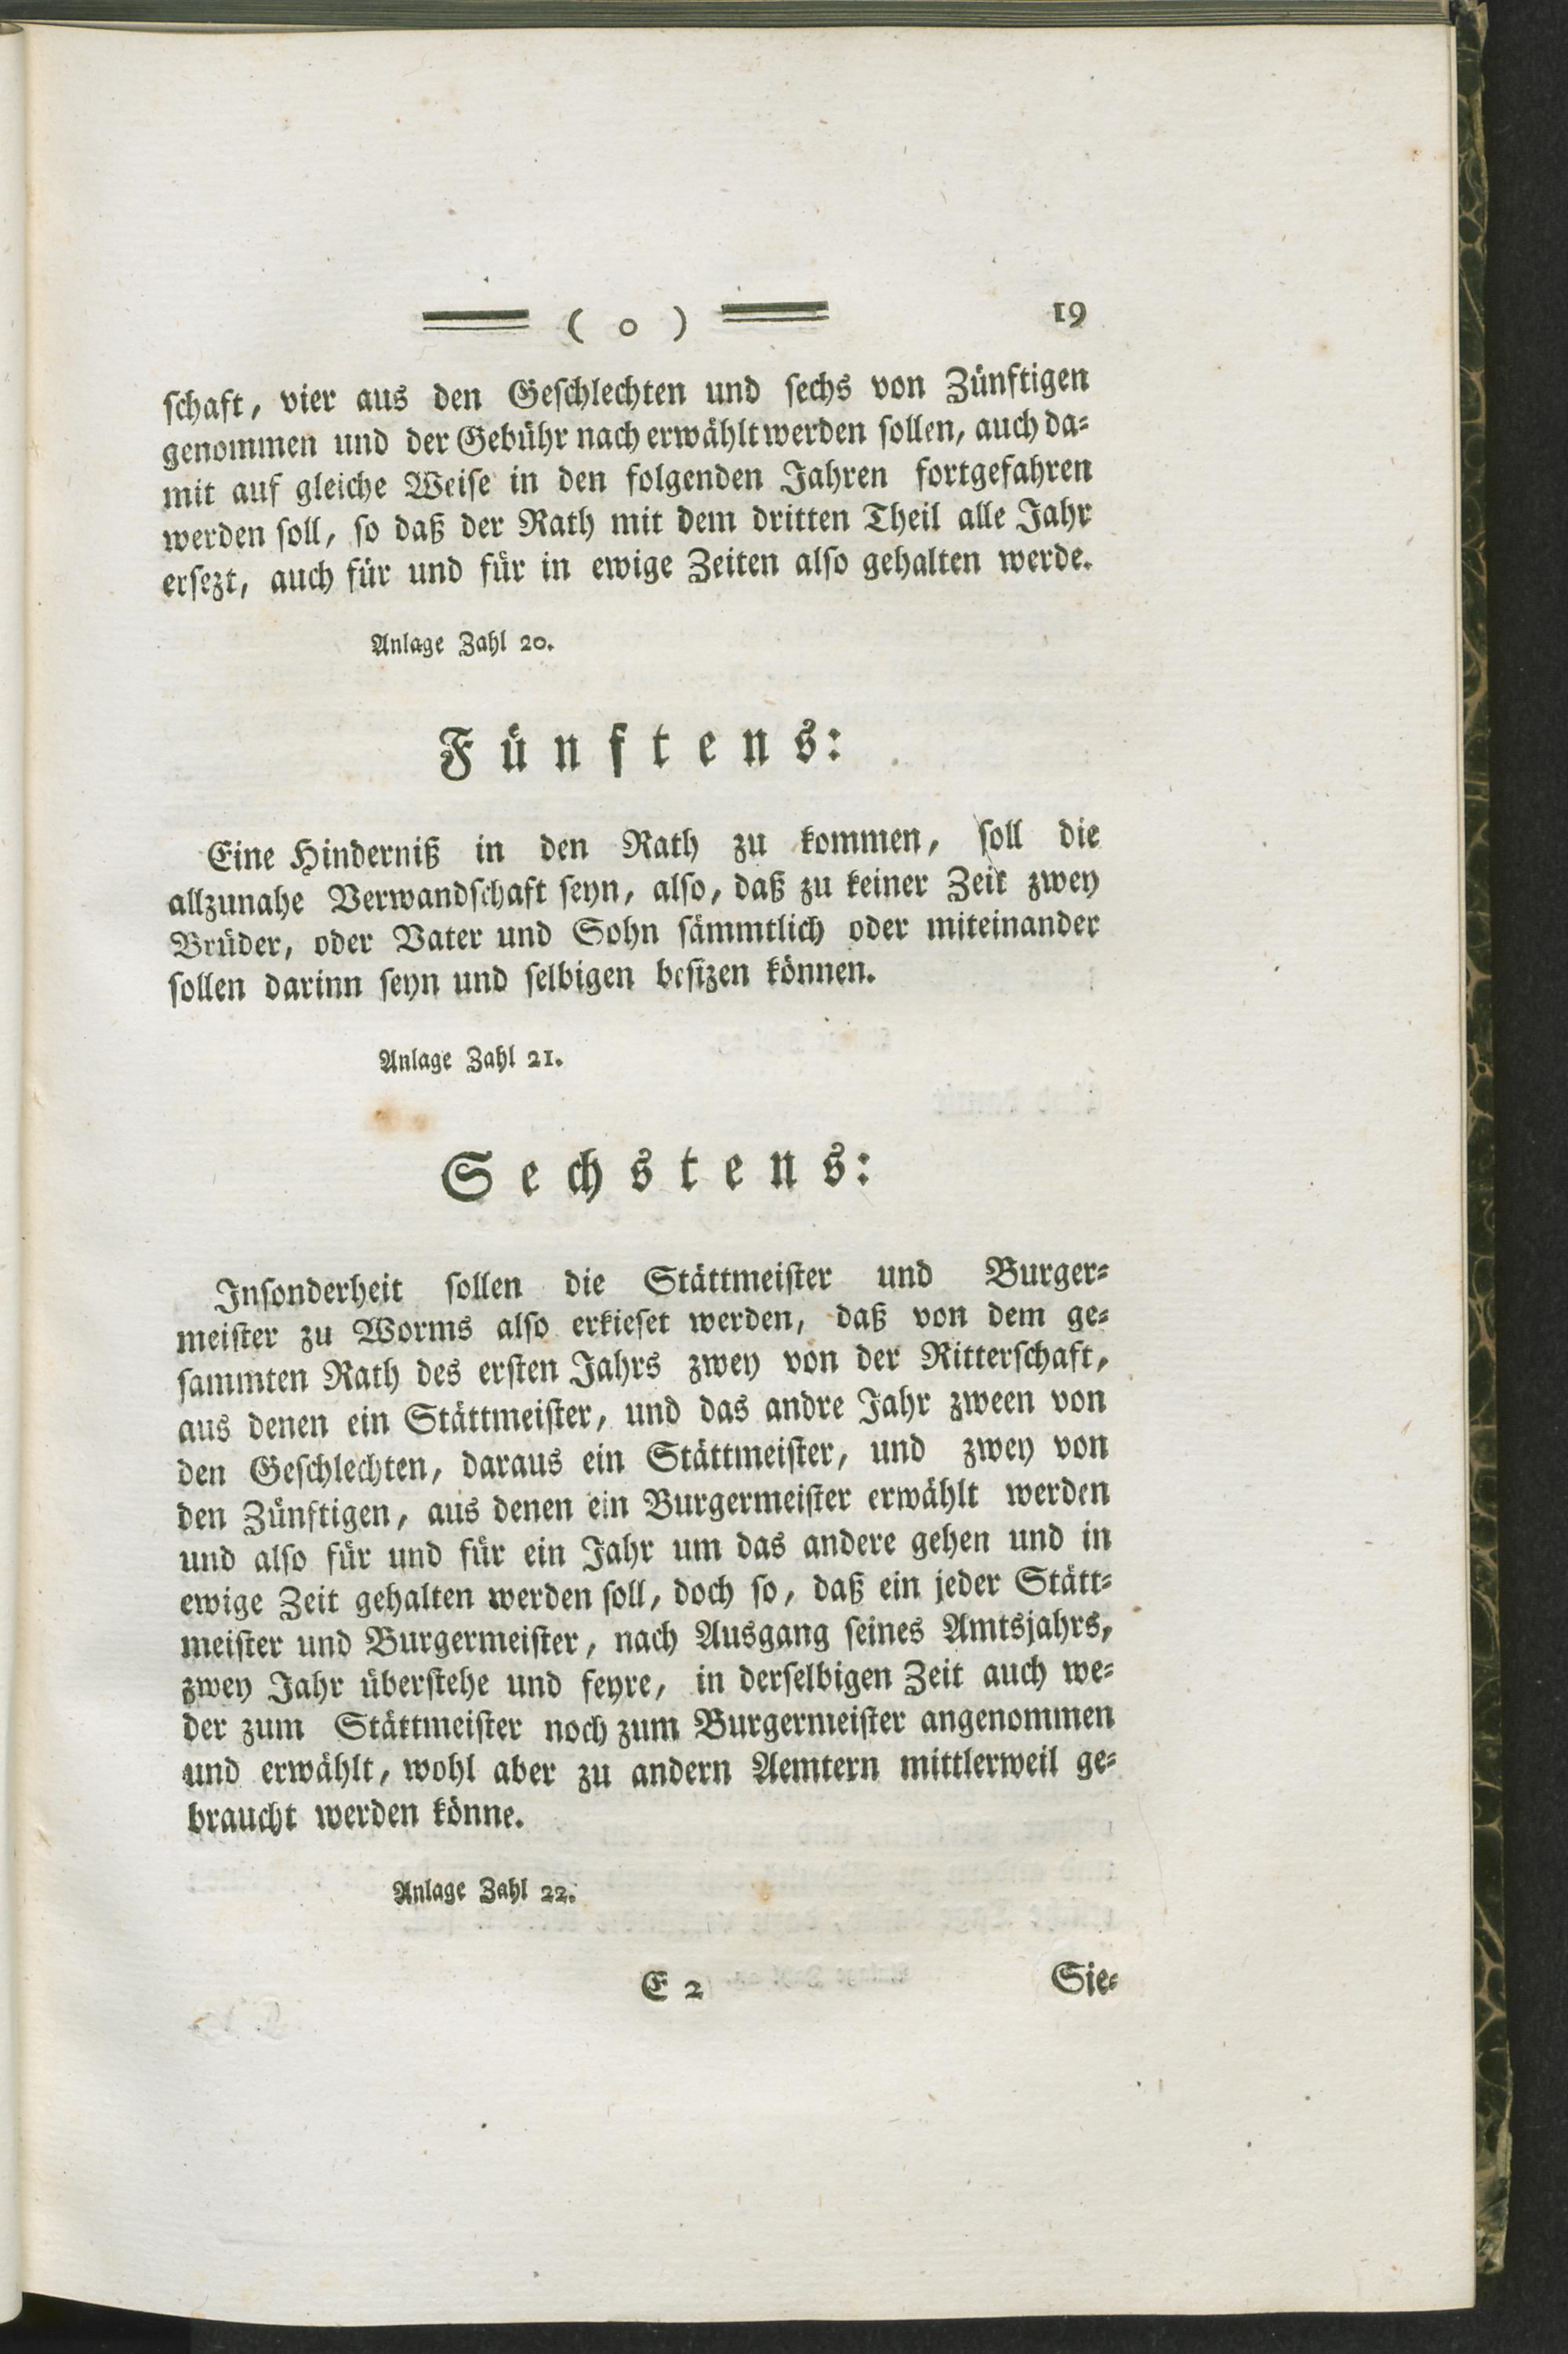 ( o ) 19
schaft, vier aus den Geschlechten und sechs von Zünftigen
genommen und der Gebühr nach erwählt werden sollen, auch da-
mit auf gleiche Weise in den folgenden Jahren fortgefahren
werden soll, so daß der Rath mit dem dritten Theil alle Jahr
ersezt, auch für und für in ewige Zeiten also gehalten werde.
Anlage Zahl 20.
Fünftens:
Eine Hinderniß in den Rath zu kommen, soll die
allzunahe Verwandschaft seyn, also, daß zu keiner Zeit zwey
Brüder, oder Vater und Sohn sämmtlich oder miteinander
sollen darinn seyn und selbigen besizen können.
Anlage Zahl 21.
Sechstens:
Insonderheit sollen die Stättmeister und Burger-
meister zu Worms also erkieset werden, daß von dem ge-
sammten Rath des ersten Jahrs zwey von der Ritterschaft,
aus denen ein Stättmeister, und das andre Jahr zween von
den Geschlechten, daraus ein Stättmeister, und zwey von
den Zünftigen, aus denen ein Burgermeister erwählt werden
und also für und für ein Jahr um das andere gehen und in
ewige Zeit gehalten werden soll, doch so, daß ein jeder Stätt-
meister und Burgermeister, nach Ausgang seines Amtsjahrs,
zwey Jahr überstehe und feyre, in derselbigen Zeit auch we-
der zum Stättmeister noch zum Burgermeister angenommen
und erwählt, wohl aber zu andern Aemtern mittlerweil ge-
braucht werden könne.
Anlage Zahl 22.
E 2 Sie-